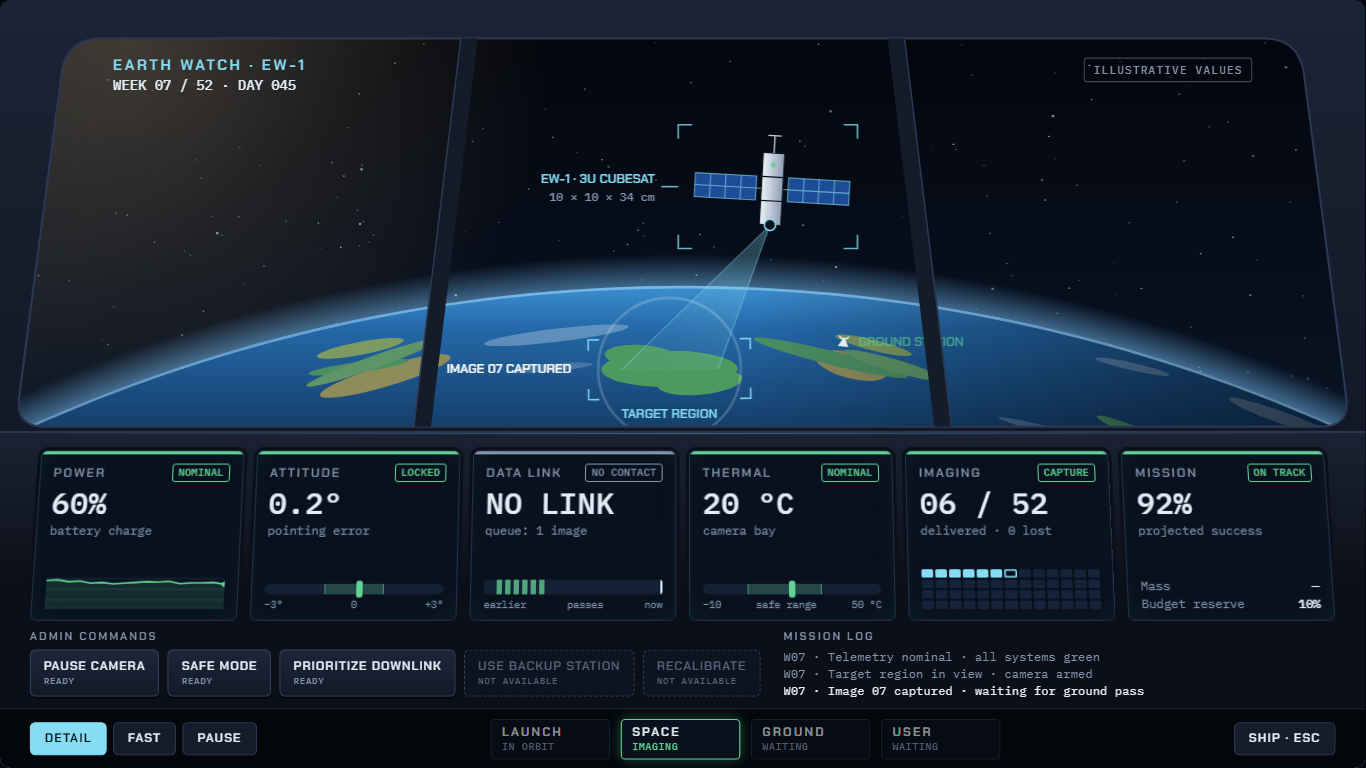 EARTH WATCH · EW-1
WEEK 07 / 52 · DAY 045
ILLUSTRATIVE VALUES
EW-1 · 3U CUBESAT
10 × 10 × 34 cm
GROUND STATION
IMAGE 07 CAPTURED
TARGET REGION
POWER NOMINAL
60%
battery charge
ATTITUDE LOCKED
0.2°
pointing error
−3° 0 +3°
DATA LINK NO CONTACT
NO LINK
queue: 1 image
earlier passes now
THERMAL NOMINAL
20 °C
camera bay
−10 safe range 50 °C
IMAGING CAPTURE
06 / 52
delivered · 0 lost
MISSION ON TRACK
92%
projected success
Mass —
Budget reserve 10%
ADMIN COMMANDS
PAUSE CAMERA
READY
SAFE MODE
READY
PRIORITIZE DOWNLINK
READY
USE BACKUP STATION
NOT AVAILABLE
RECALIBRATE
NOT AVAILABLE
MISSION LOG
W07 · Telemetry nominal · all systems green
W07 · Target region in view · camera armed
W07 · Image 07 captured · waiting for ground pass
DETAIL
FAST
PAUSE
LAUNCH
IN ORBIT
SPACE
IMAGING
GROUND
WAITING
USER
WAITING
SHIP · ESC